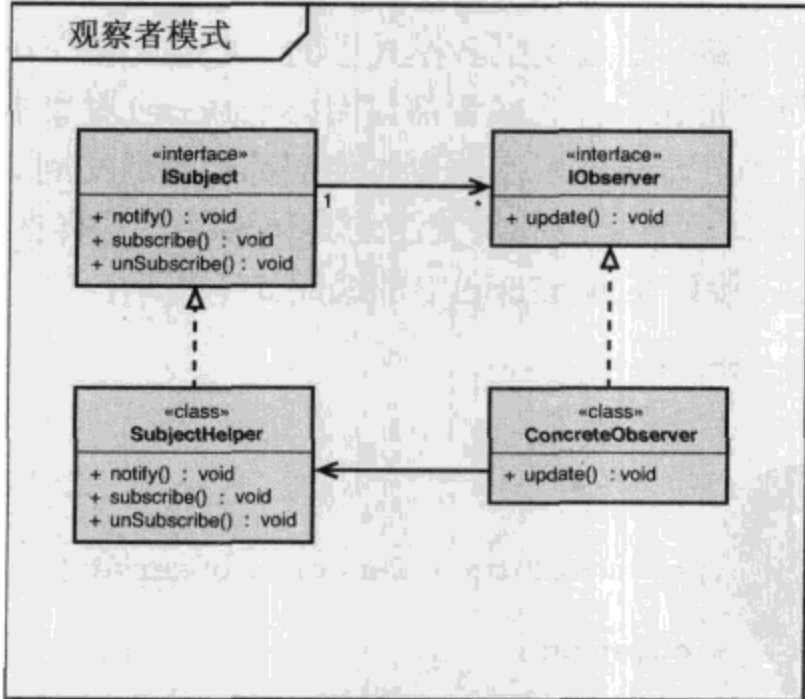 观察者模式
«interface»
ISubject
+ notify() : void
+ subscribe() : void
+ unSubscribe() : void
1
*
«interface»
IObserver
+ update() : void
«class»
SubjectHelper
+ notify() : void
+ subscribe() : void
+ unSubscribe() : void
«class»
ConcreteObserver
+ update() : void